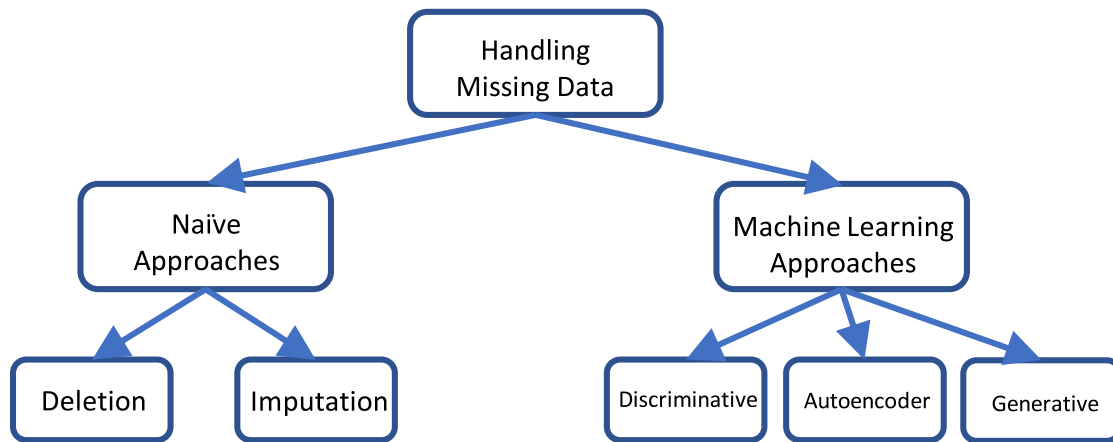 Handling
Missing Data
Naïve
Approaches
Machine Learning
Approaches
Deletion
Imputation
Discriminative
Autoencoder
Generative